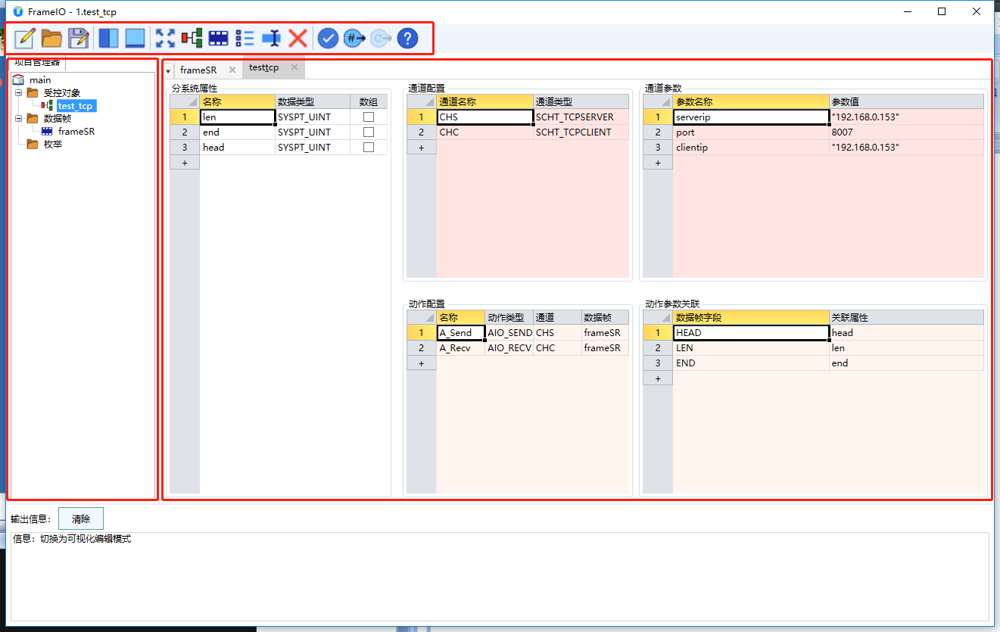 FrameIO - 1.test_tcp
#
C
?
项目管理器
main
受控对象
test_tcp
数据帧
frameSR
枚举
frameSR
testtcp
分系统属性
名称 数据类型 数组
1 len SYSPT_UINT
2 end SYSPT_UINT
3 head SYSPT_UINT
+
通道配置
通道名称 通道类型
1 CHS SCHT_TCPSERVER
2 CHC SCHT_TCPCLIENT
+
通道参数
参数名称 参数值
1 serverip "192.168.0.153"
2 port 8007
3 clientip "192.168.0.153"
+
动作配置
名称 动作类型 通道 数据帧
1 A_Send AIO_SEND CHS frameSR
2 A_Recv AIO_RECV CHC frameSR
+
动作参数关联
数据帧字段 关联属性
1 HEAD head
2 LEN len
3 END end
+
输出信息： 清除
信息：切换为可视化编辑模式